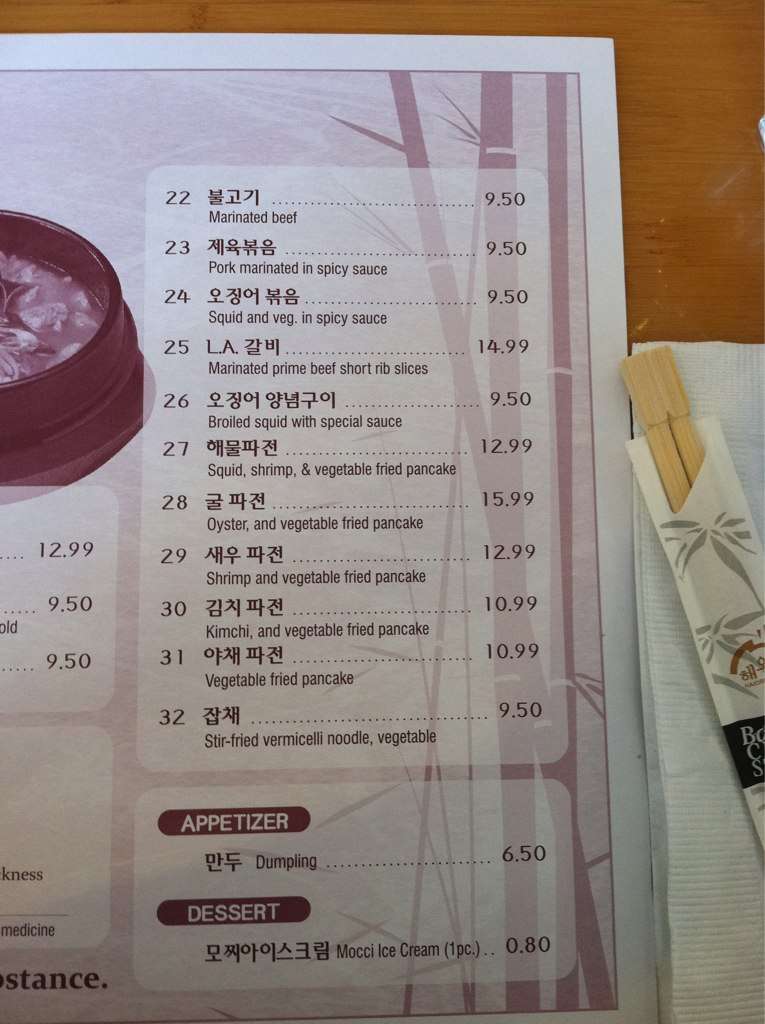 22 불고기 ................................ 9.50
Marinated beef
23 제육볶음 ............................. 9.50
Pork marinated in spicy sauce
24 오징어 볶음 .......................... 9.50
Squid and veg. in spicy sauce
25 L.A. 갈비 ............................ 14.99
Marinated prime beef short rib slices
26 오징어 양념구이 .................... 9.50
Broiled squid with special sauce
27 해물파전 ............................. 12.99
Squid, shrimp, & vegetable fried pancake
28 굴 파전 ............................... 15.99
Oyster, and vegetable fried pancake
29 새우 파전 ............................ 12.99
Shrimp and vegetable fried pancake
30 김치 파전 ............................ 10.99
Kimchi, and vegetable fried pancake
31 야채 파전 ............................ 10.99
Vegetable fried pancake
32 잡채 ..................................... 9.50
Stir-fried vermicelli noodle, vegetable
APPETIZER
만두 Dumpling .......................... 6.50
DESSERT
모찌아이스크림 Mocci Ice Cream (1pc.) .. 0.80
.... 12.99
..... 9.50
old
..... 9.50
ckness
medicine
ostance.